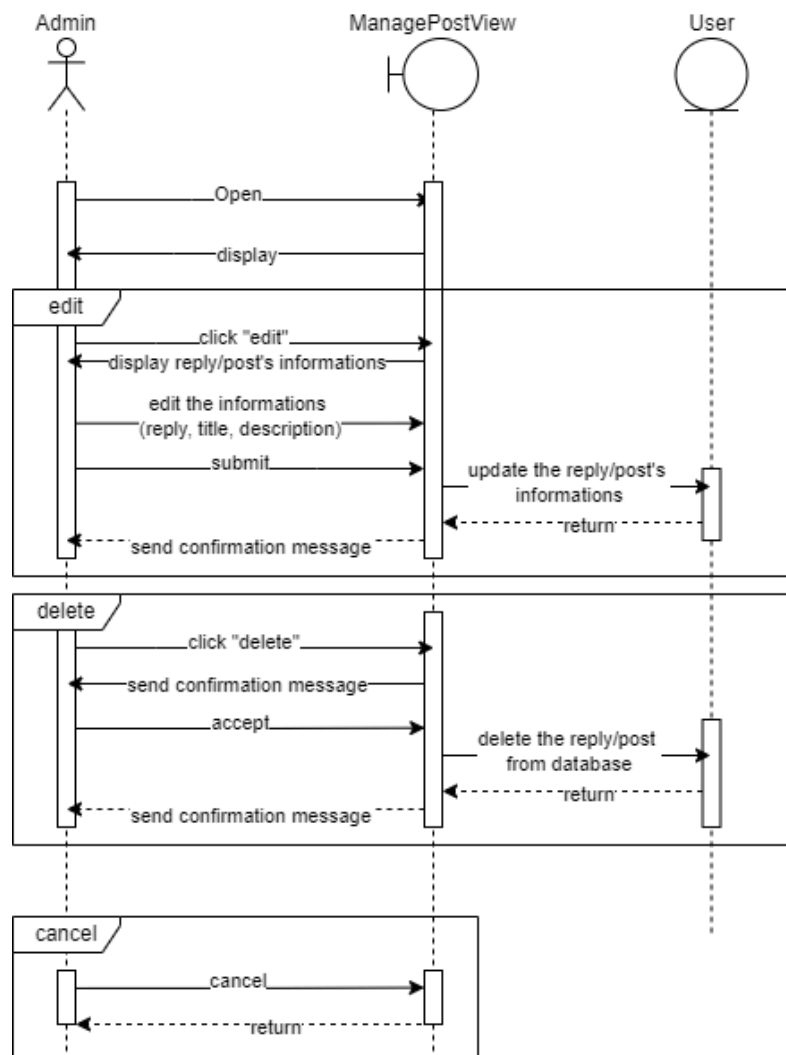 Admin
ManagePostView
User
Open
display
edit
click "edit"
display reply/post's informations
edit the informations
(reply, title, description)
submit
update the reply/post's
informations
return
send confirmation message
delete
click "delete"
send confirmation message
accept
delete the reply/post
from database
return
send confirmation message
cancel
cancel
return